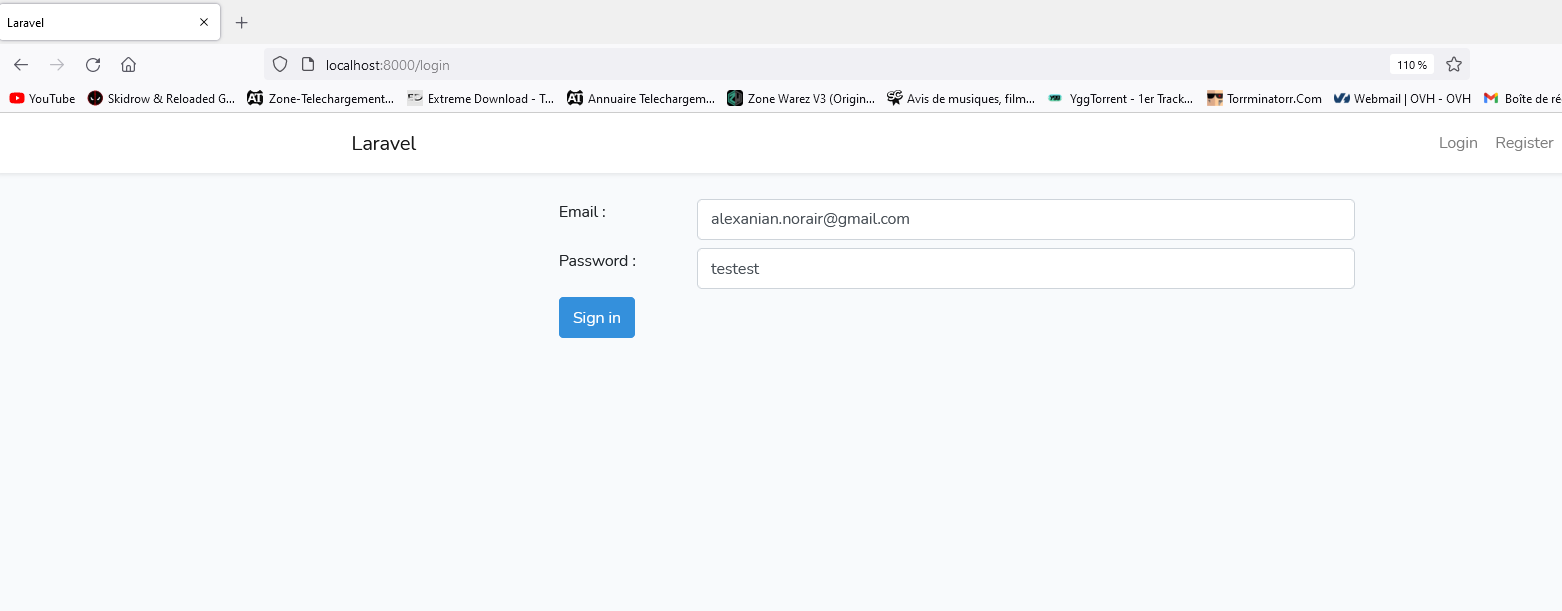 Laravel
localhost:8000/login
110 %
YouTube Skidrow & Reloaded G... Zone-Telechargement... Extreme Download - T... Annuaire Telechargem... Zone Warez V3 (Origin... Avis de musiques, film... YggTorrent - 1er Track... Torrminatorr.Com Webmail | OVH - OVH Boîte de ré
Laravel Login Register
Email : alexanian.norair@gmail.com
Password : testest
Sign in